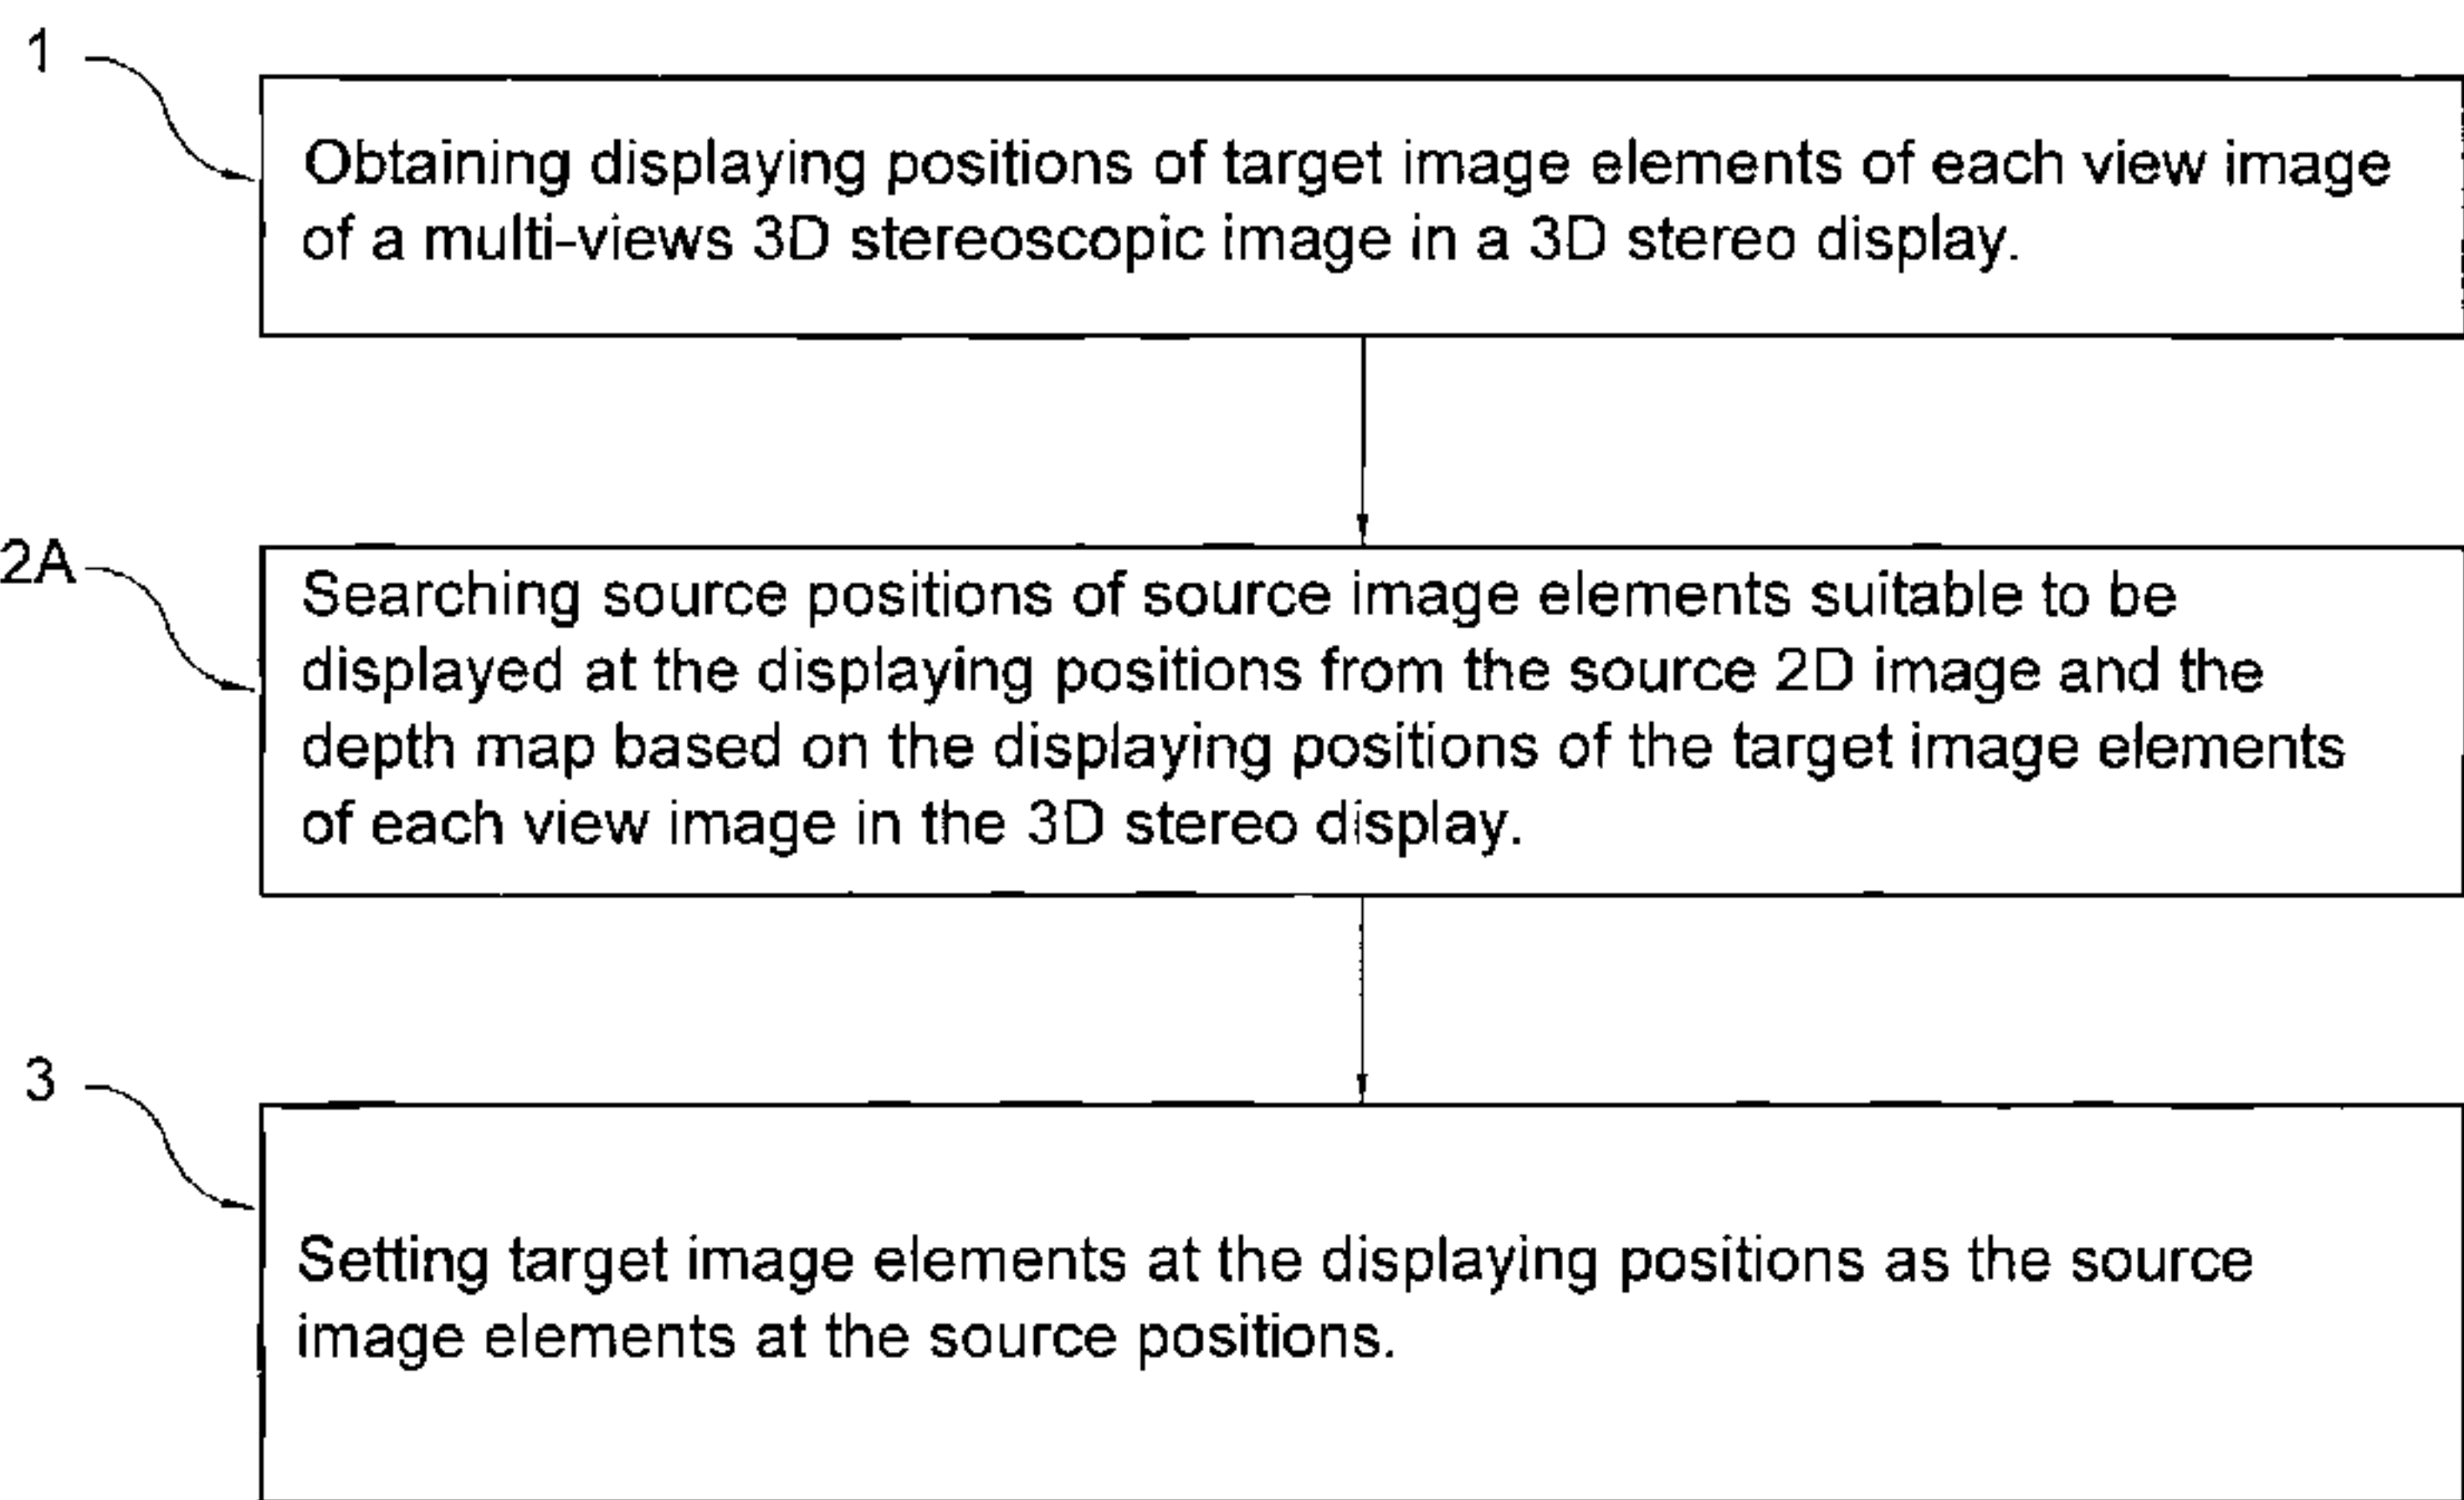 1
Obtaining displaying positions of target image elements of each view image
of a multi-views 3D stereoscopic image in a 3D stereo display.
2A
Searching source positions of source image elements suitable to be
displayed at the displaying positions from the source 2D image and the
depth map based on the displaying positions of the target image elements
of each view image in the 3D stereo display.
3
Setting target image elements at the displaying positions as the source
image elements at the source positions.